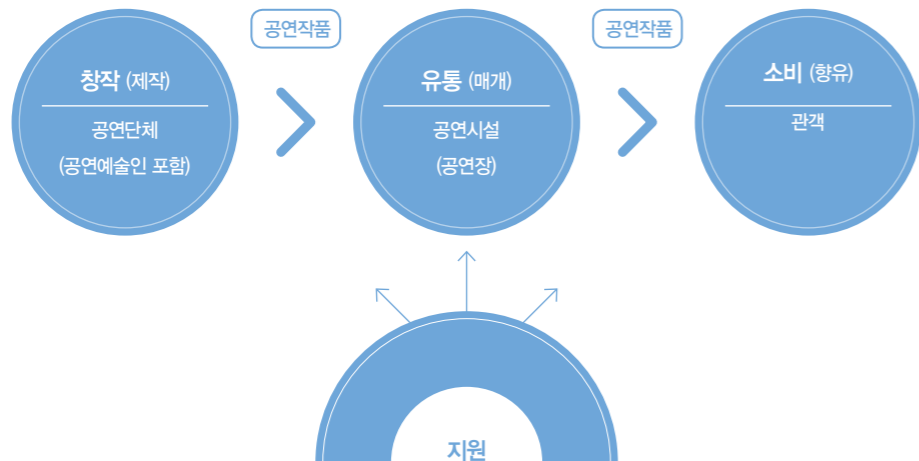 공연작품
공연작품
창작 (제작)
공연단체
(공연예술인 포함)
유통 (매개)
공연시설
(공연장)
소비 (향유)
관객
지원